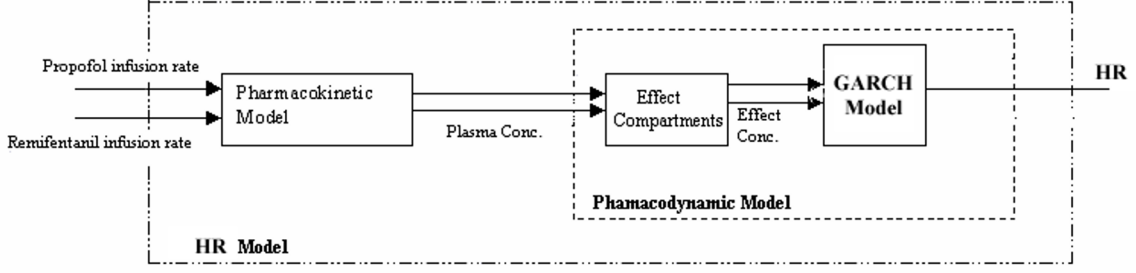 Propofol infusion rate
Remifentanil infusion rate
Pharmacokinetic
Model
Plasma Conc.
Effect
Compartments
Effect
Conc.
GARCH
Model
HR
Phamacodynamic Model
HR Model